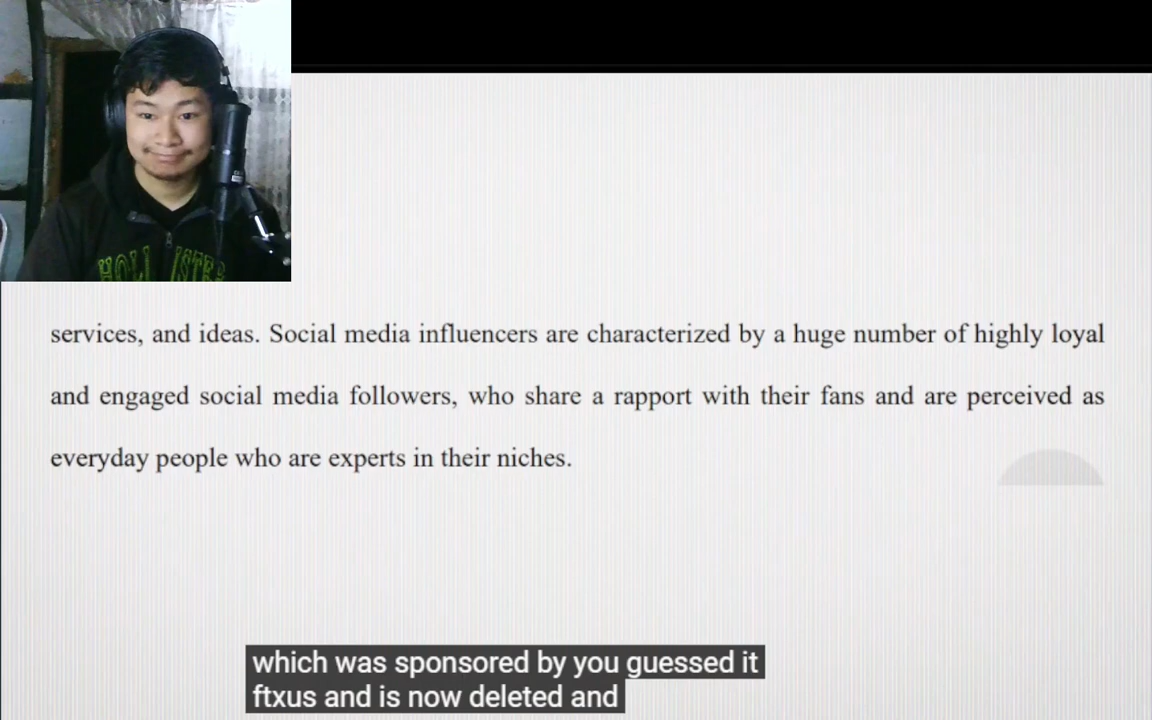 HOLLISTER
services, and ideas. Social media influencers are characterized by a huge number of highly loyal
and engaged social media followers, who share a rapport with their fans and are perceived as
everyday people who are experts in their niches.
which was sponsored by you guessed it
ftxus and is now deleted and